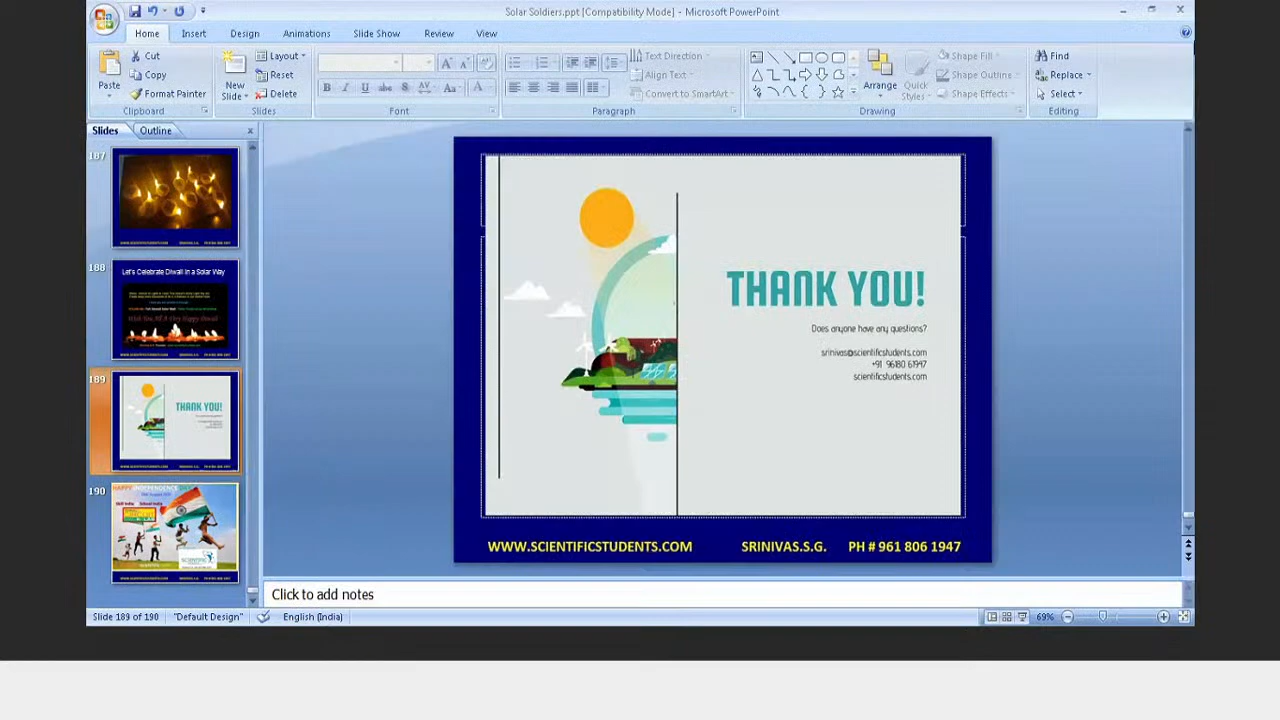 Solar Soldiers.ppt [Compatibility Mode] - Microsoft PowerPoint
Home Insert Design Animations Slide Show Review View
Paste Cut Copy Format Painter Clipboard
New Slide Layout Reset Delete Slides
Font
Text Direction Align Text Convert to SmartArt Paragraph
Arrange Quick Styles Shape Fill Shape Outline Shape Effects Drawing
Find Replace Select Editing
Slides Outline
187
188
Let's Celebrate Diwali in a Solar Way
189
THANK YOU!
190
HAPPY INDEPENDENCE
THANK YOU!
Does anyone have any questions?
srinivas@scientificstudents.com
+91 96180 61947
scientificstudents.com
WWW.SCIENTIFICSTUDENTS.COM SRINIVAS.S.G. PH # 961 806 1947
Click to add notes
Slide 189 of 190 "Default Design" English (India) 69%